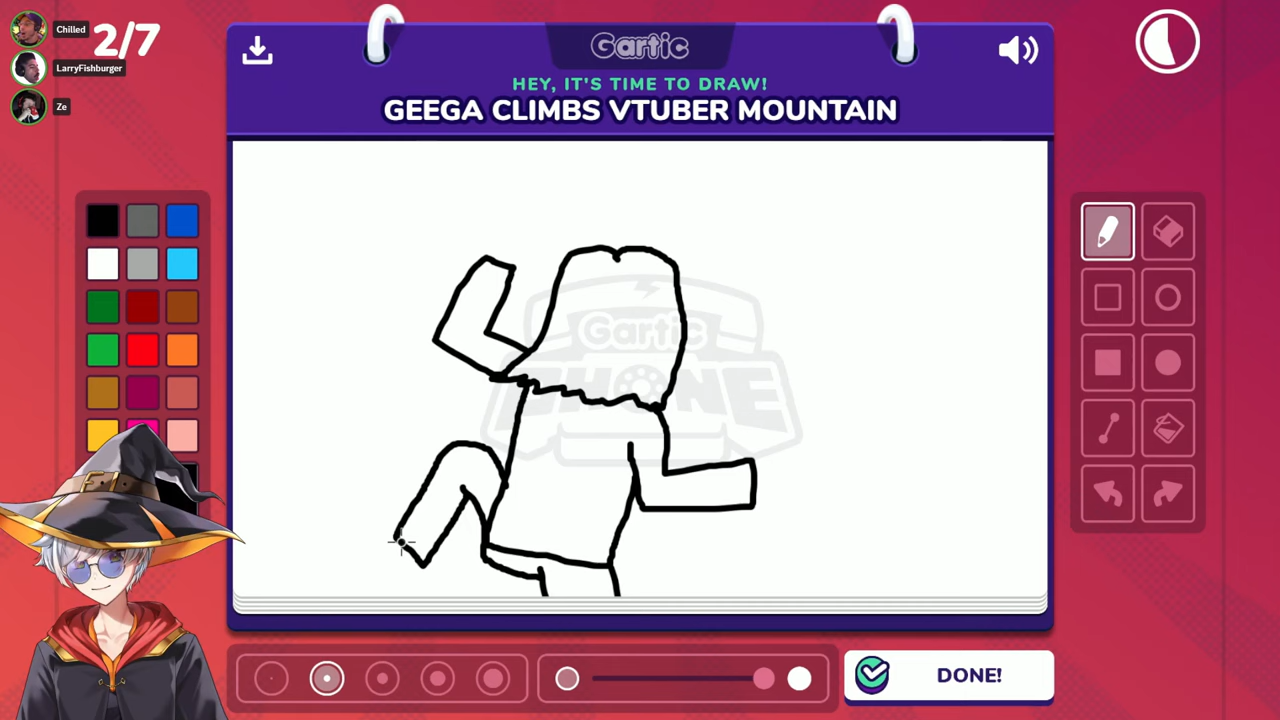 Chilled
2/7
LarryFishburger
Ze
Gartic
HEY, IT'S TIME TO DRAW!
GEEGA CLIMBS VTUBER MOUNTAIN
Gartic
PHONE
DONE!